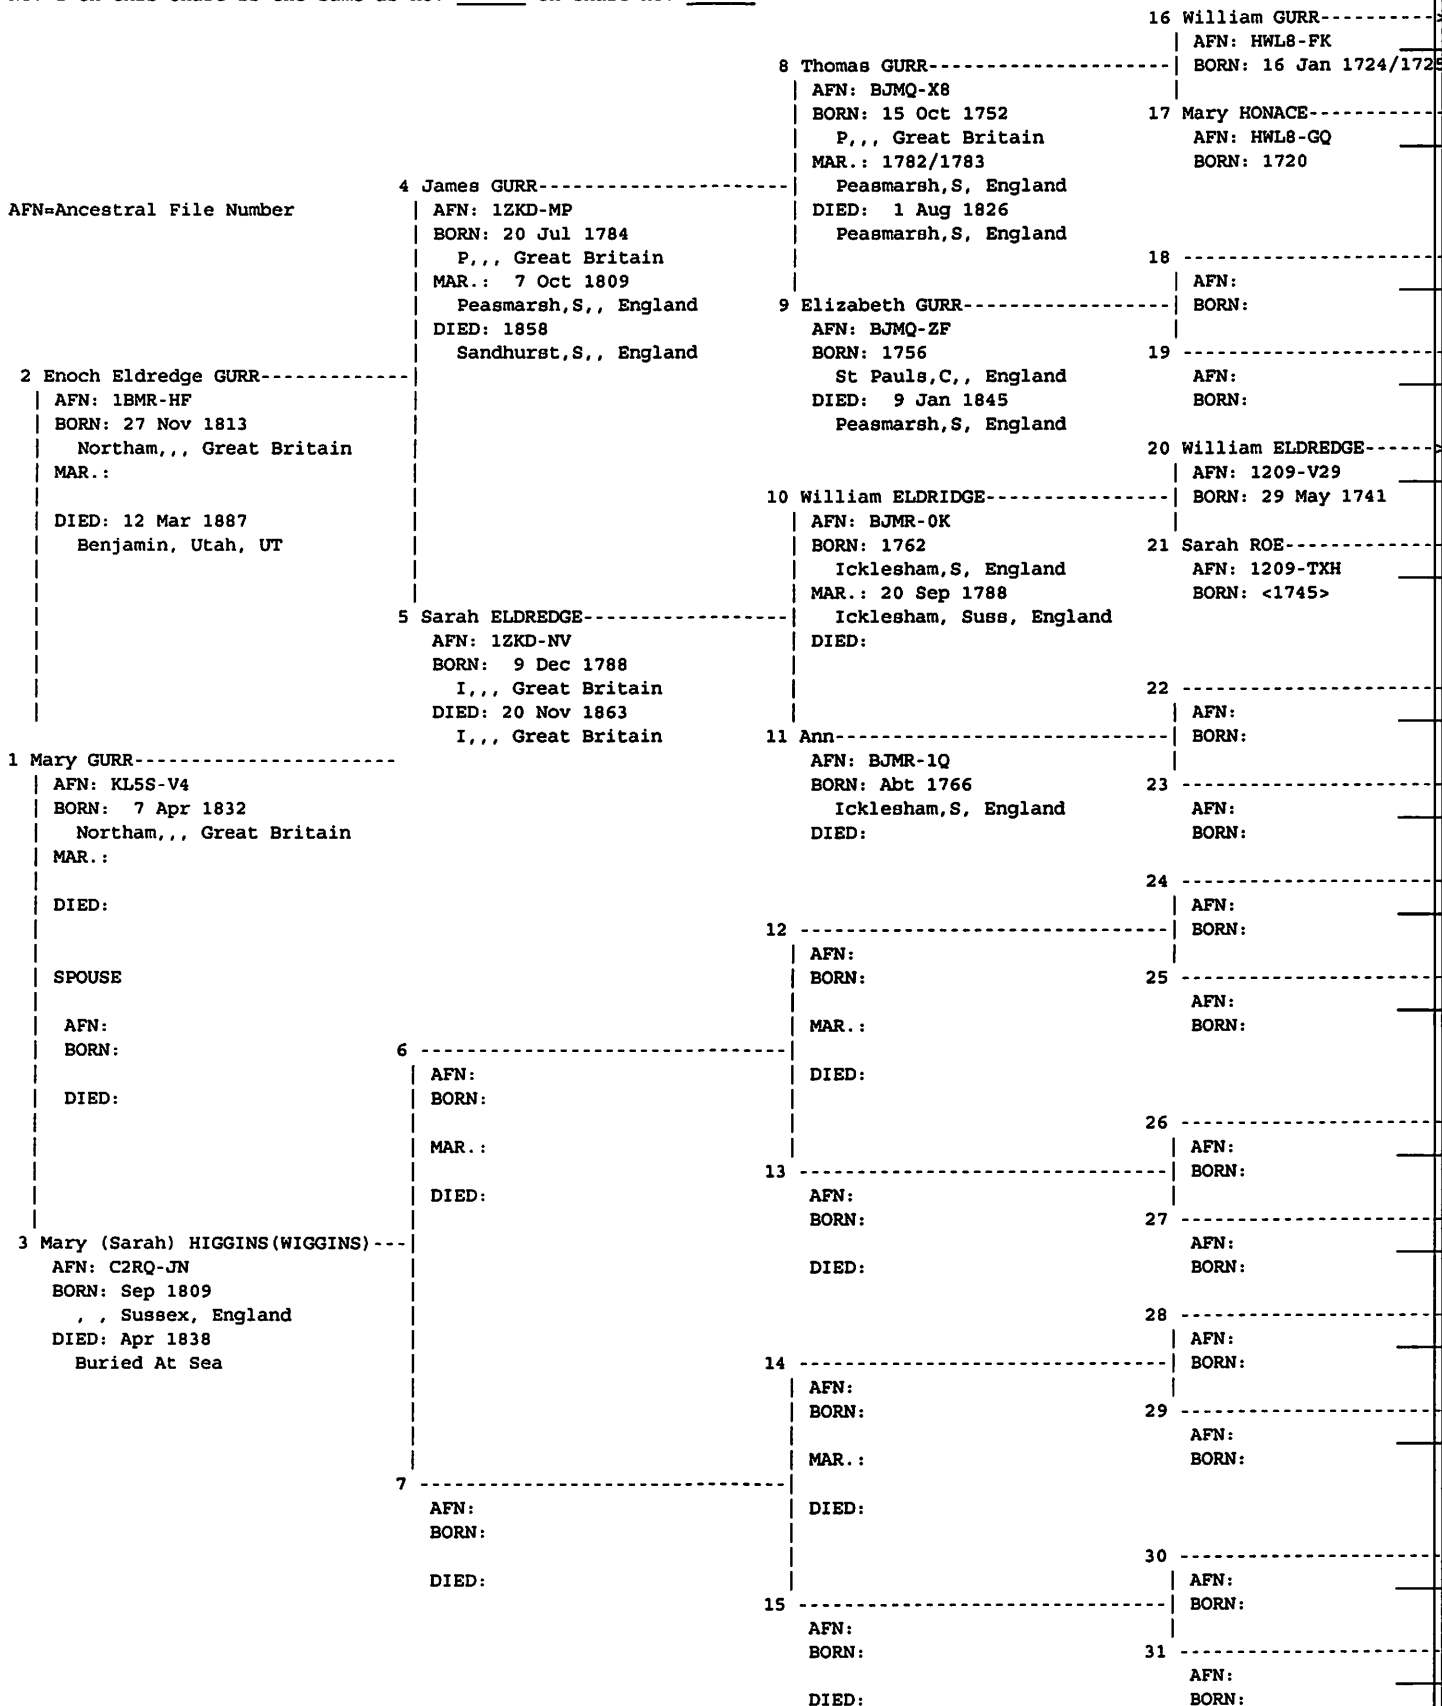 16 William GURR----------->
AFN: HWL8-FK
BORN: 16 Jan 1724/1725
8 Thomas GURR---------------------
AFN: BJMQ-X8
BORN: 15 Oct 1752
P,,, Great Britain
MAR.: 1782/1783
Peasmarsh,S, England
DIED: 1 Aug 1826
Peasmarsh,S, England
17 Mary HONACE-----------
AFN: HWL8-GQ
BORN: 1720
4 James GURR----------------------
AFN: 1ZKD-MP
BORN: 20 Jul 1784
P,,, Great Britain
MAR.: 7 Oct 1809
Peasmarsh,S,, England
DIED: 1858
Sandhurst,S,, England
AFN=Ancestral File Number
18 ----------------------
AFN:
BORN:
9 Elizabeth GURR------------------
AFN: BJMQ-ZF
BORN: 1756
St Pauls,C,, England
DIED: 9 Jan 1845
Peasmarsh,S, England
19 ----------------------
AFN:
BORN:
2 Enoch Eldredge GURR-------------
AFN: 1BMR-HF
BORN: 27 Nov 1813
Northam,,, Great Britain
MAR.:
DIED: 12 Mar 1887
Benjamin, Utah, UT
20 William ELDREDGE------>
AFN: 1209-V29
BORN: 29 May 1741
10 William ELDRIDGE----------------
AFN: BJMR-0K
BORN: 1762
Icklesham,S, England
MAR.: 20 Sep 1788
Icklesham, Suss, England
DIED:
21 Sarah ROE-------------
AFN: 1209-TXH
BORN: <1745>
5 Sarah ELDREDGE------------------
AFN: 1ZKD-NV
BORN: 9 Dec 1788
I,,, Great Britain
DIED: 20 Nov 1863
I,,, Great Britain
22 ----------------------
AFN:
BORN:
11 Ann-----------------------------
AFN: BJMR-1Q
BORN: Abt 1766
Icklesham,S, England
DIED:
23 ----------------------
AFN:
BORN:
1 Mary GURR-----------------------
AFN: KL5S-V4
BORN: 7 Apr 1832
Northam,,, Great Britain
MAR.:
DIED:
SPOUSE
AFN:
BORN:
DIED:
24 ----------------------
AFN:
BORN:
12 --------------------------------
AFN:
BORN:
MAR.:
DIED:
25 ----------------------
AFN:
BORN:
6 --------------------------------
AFN:
BORN:
MAR.:
DIED:
26 ----------------------
AFN:
BORN:
13 --------------------------------
AFN:
BORN:
DIED:
27 ----------------------
AFN:
BORN:
3 Mary (Sarah) HIGGINS(WIGGINS)---
AFN: C2RQ-JN
BORN: Sep 1809
, , Sussex, England
DIED: Apr 1838
Buried At Sea
28 ----------------------
AFN:
BORN:
14 --------------------------------
AFN:
BORN:
MAR.:
DIED:
29 ----------------------
AFN:
BORN:
7 --------------------------------
AFN:
BORN:
DIED:
30 ----------------------
AFN:
BORN:
15 --------------------------------
AFN:
BORN:
DIED:
31 ----------------------
AFN:
BORN: